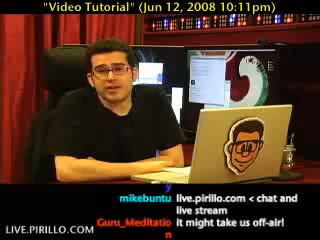 "Video Tutorial" (Jun 12, 2008 10:11pm)
y
mikebuntu live.pirillo.com < chat and
live stream
Guru_Meditatio it might take us off-air!
n
LIVE.PIRILLO.COM